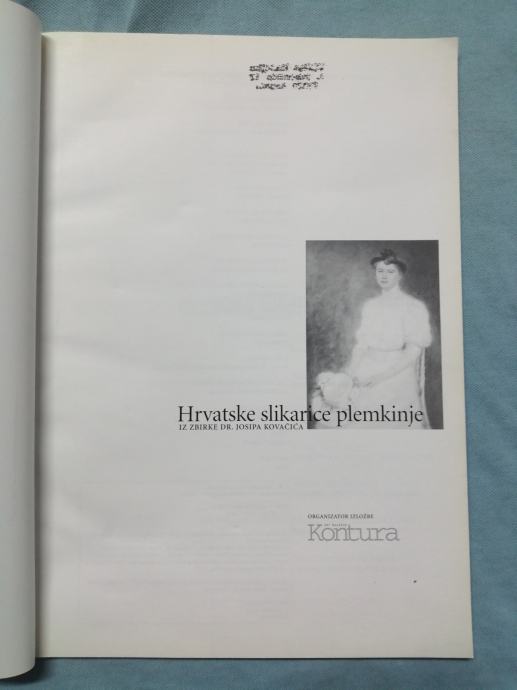 Hrvatske slikarice plemkinje
IZ ZBIRKE DR. JOSIPA KOVAČIĆA
ORGANIZATOR IZLOŽBE
Kontura